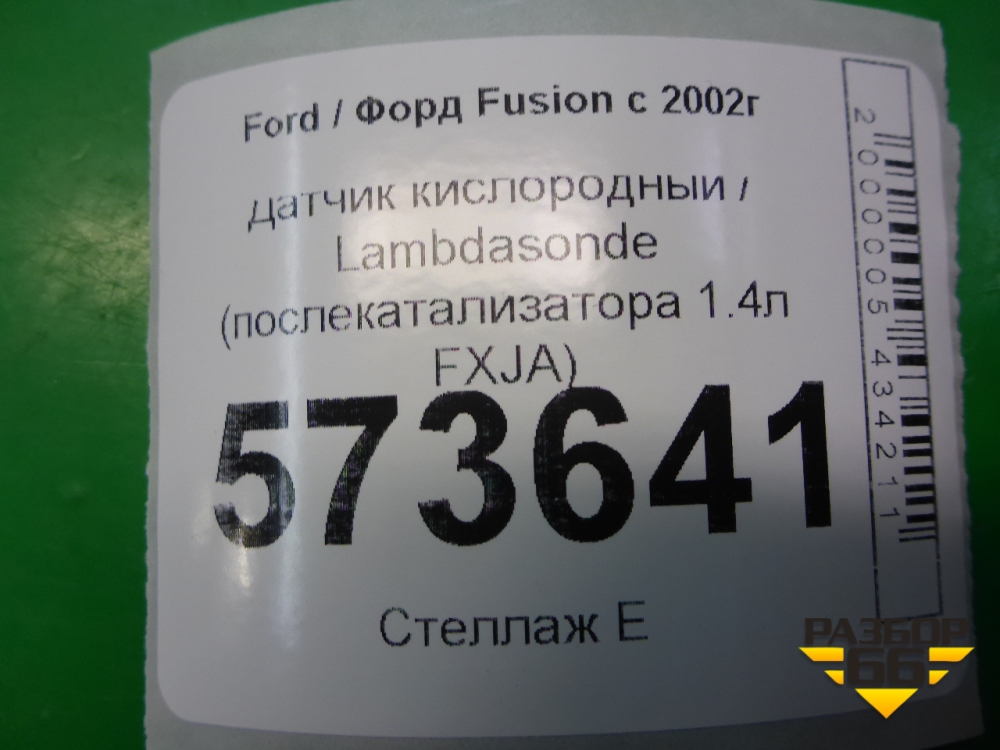 Ford / Форд Fusion с 2002г
Датчик кислородный /
Lambdasonde
(послекатализатора 1.4л
FXJA)
573641
Стеллаж Е
2000005434211
РАЗБОР
66